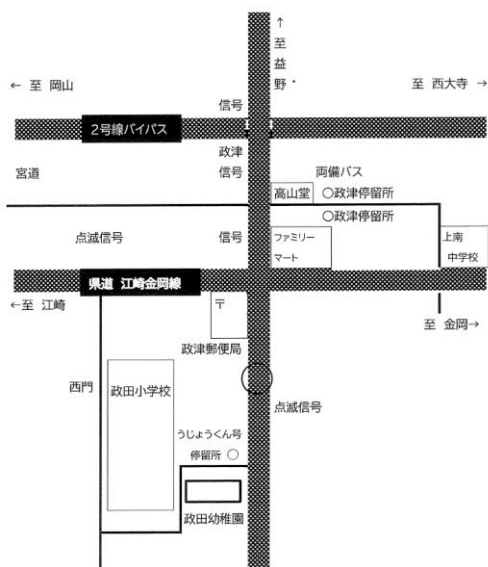 ↑
至
益
野
← 至 岡山
至 西大寺 →
信号
2号線バイパス
政津
宮道
信号
両備バス
高山堂
○政津停留所
○政津停留所
点滅信号
信号
ファミリー
マート
上南
中学校
県道 江崎金岡線
←至 江崎
〒
至 金岡→
政津郵便局
西門
政田小学校
点滅信号
うじょうくん号
停留所 ○
政田幼稚園